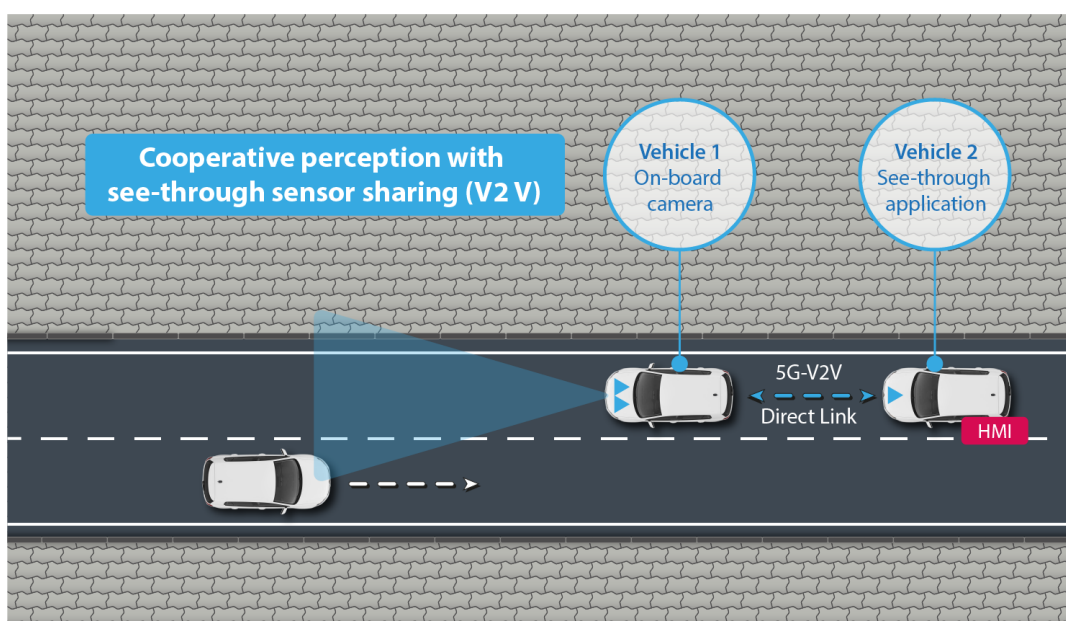 Cooperative perception with
see-through sensor sharing (V2 V)
Vehicle 1
On-board
camera
Vehicle 2
See-through
application
5G-V2V
Direct Link
HMI